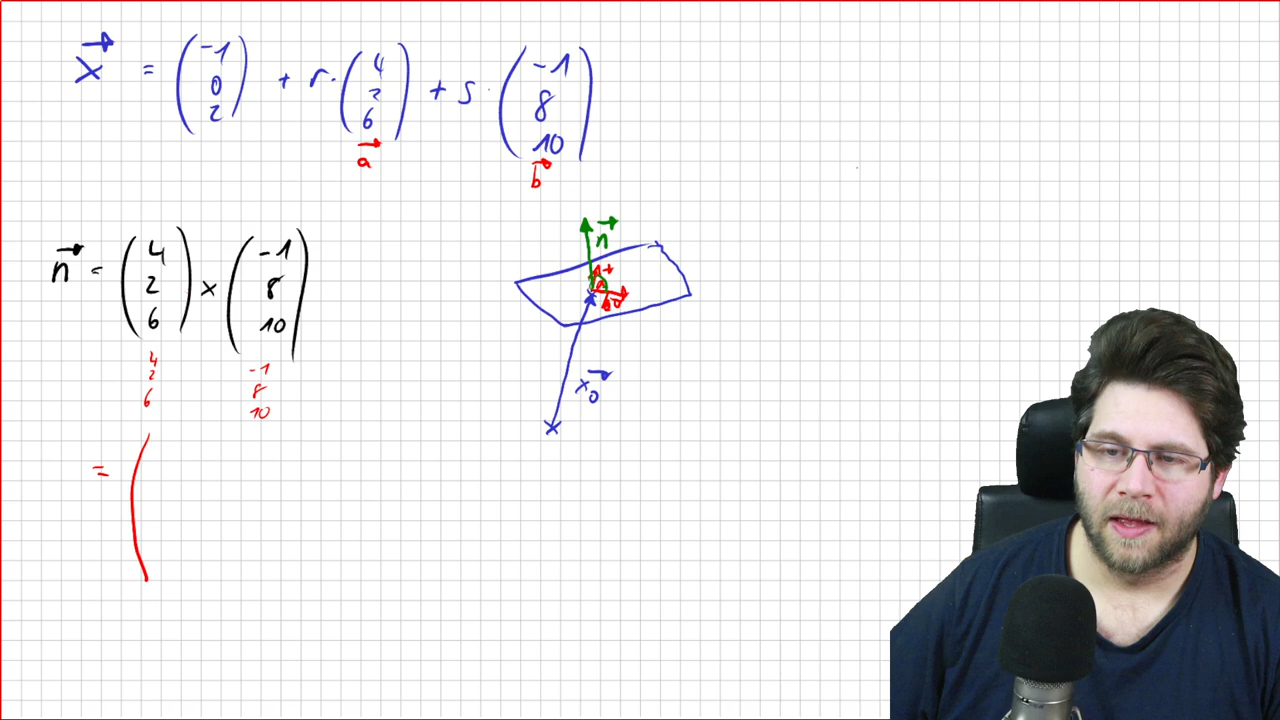 x⃗ = (-1 0 2) + r · (4 2 6) + s · (-1 8 10)
a⃗
b⃗
n⃗ = (4 2 6) × (-1 8 10)
4 -1
2 8
6 10
= (
n⃗
a⃗
b⃗
x₀⃗